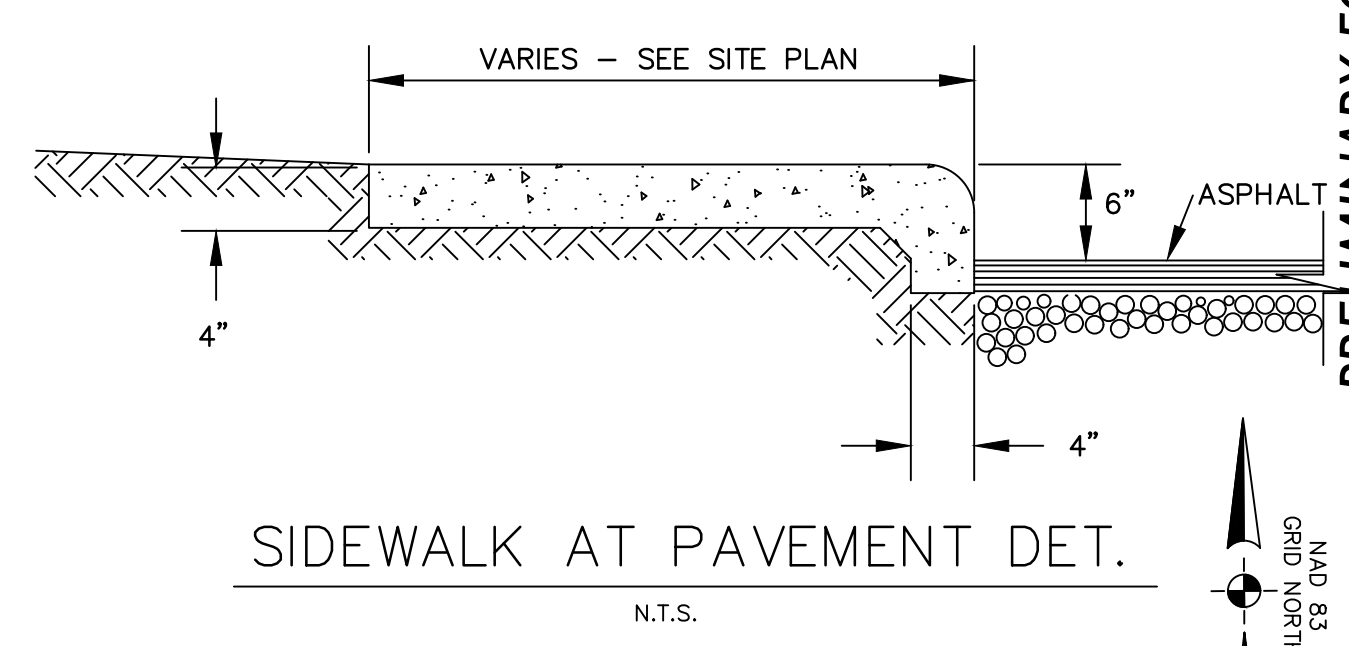 VARIES – SEE SITE PLAN
6"
ASPHALT
4"
4"
SIDEWALK AT PAVEMENT DET.
N.T.S.
NAD 83
GRID NORTH